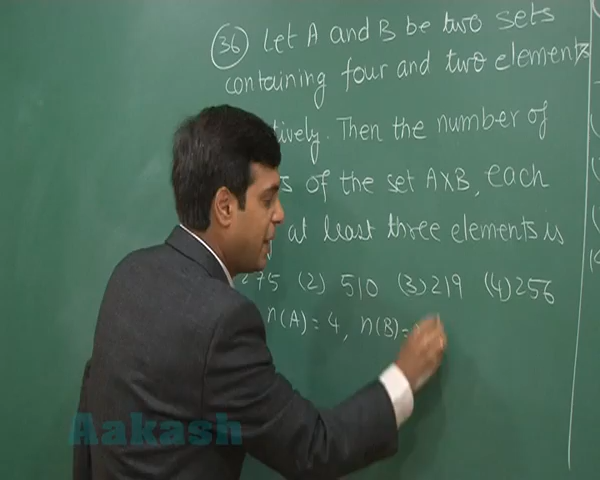 36 Let A and B be two sets
containing four and two elements
tively. Then the number of
s of the set A×B, each
at least three elements is
275 (2) 510 (3) 219 (4) 256
n(A) = 4, n(B) =
Aakash